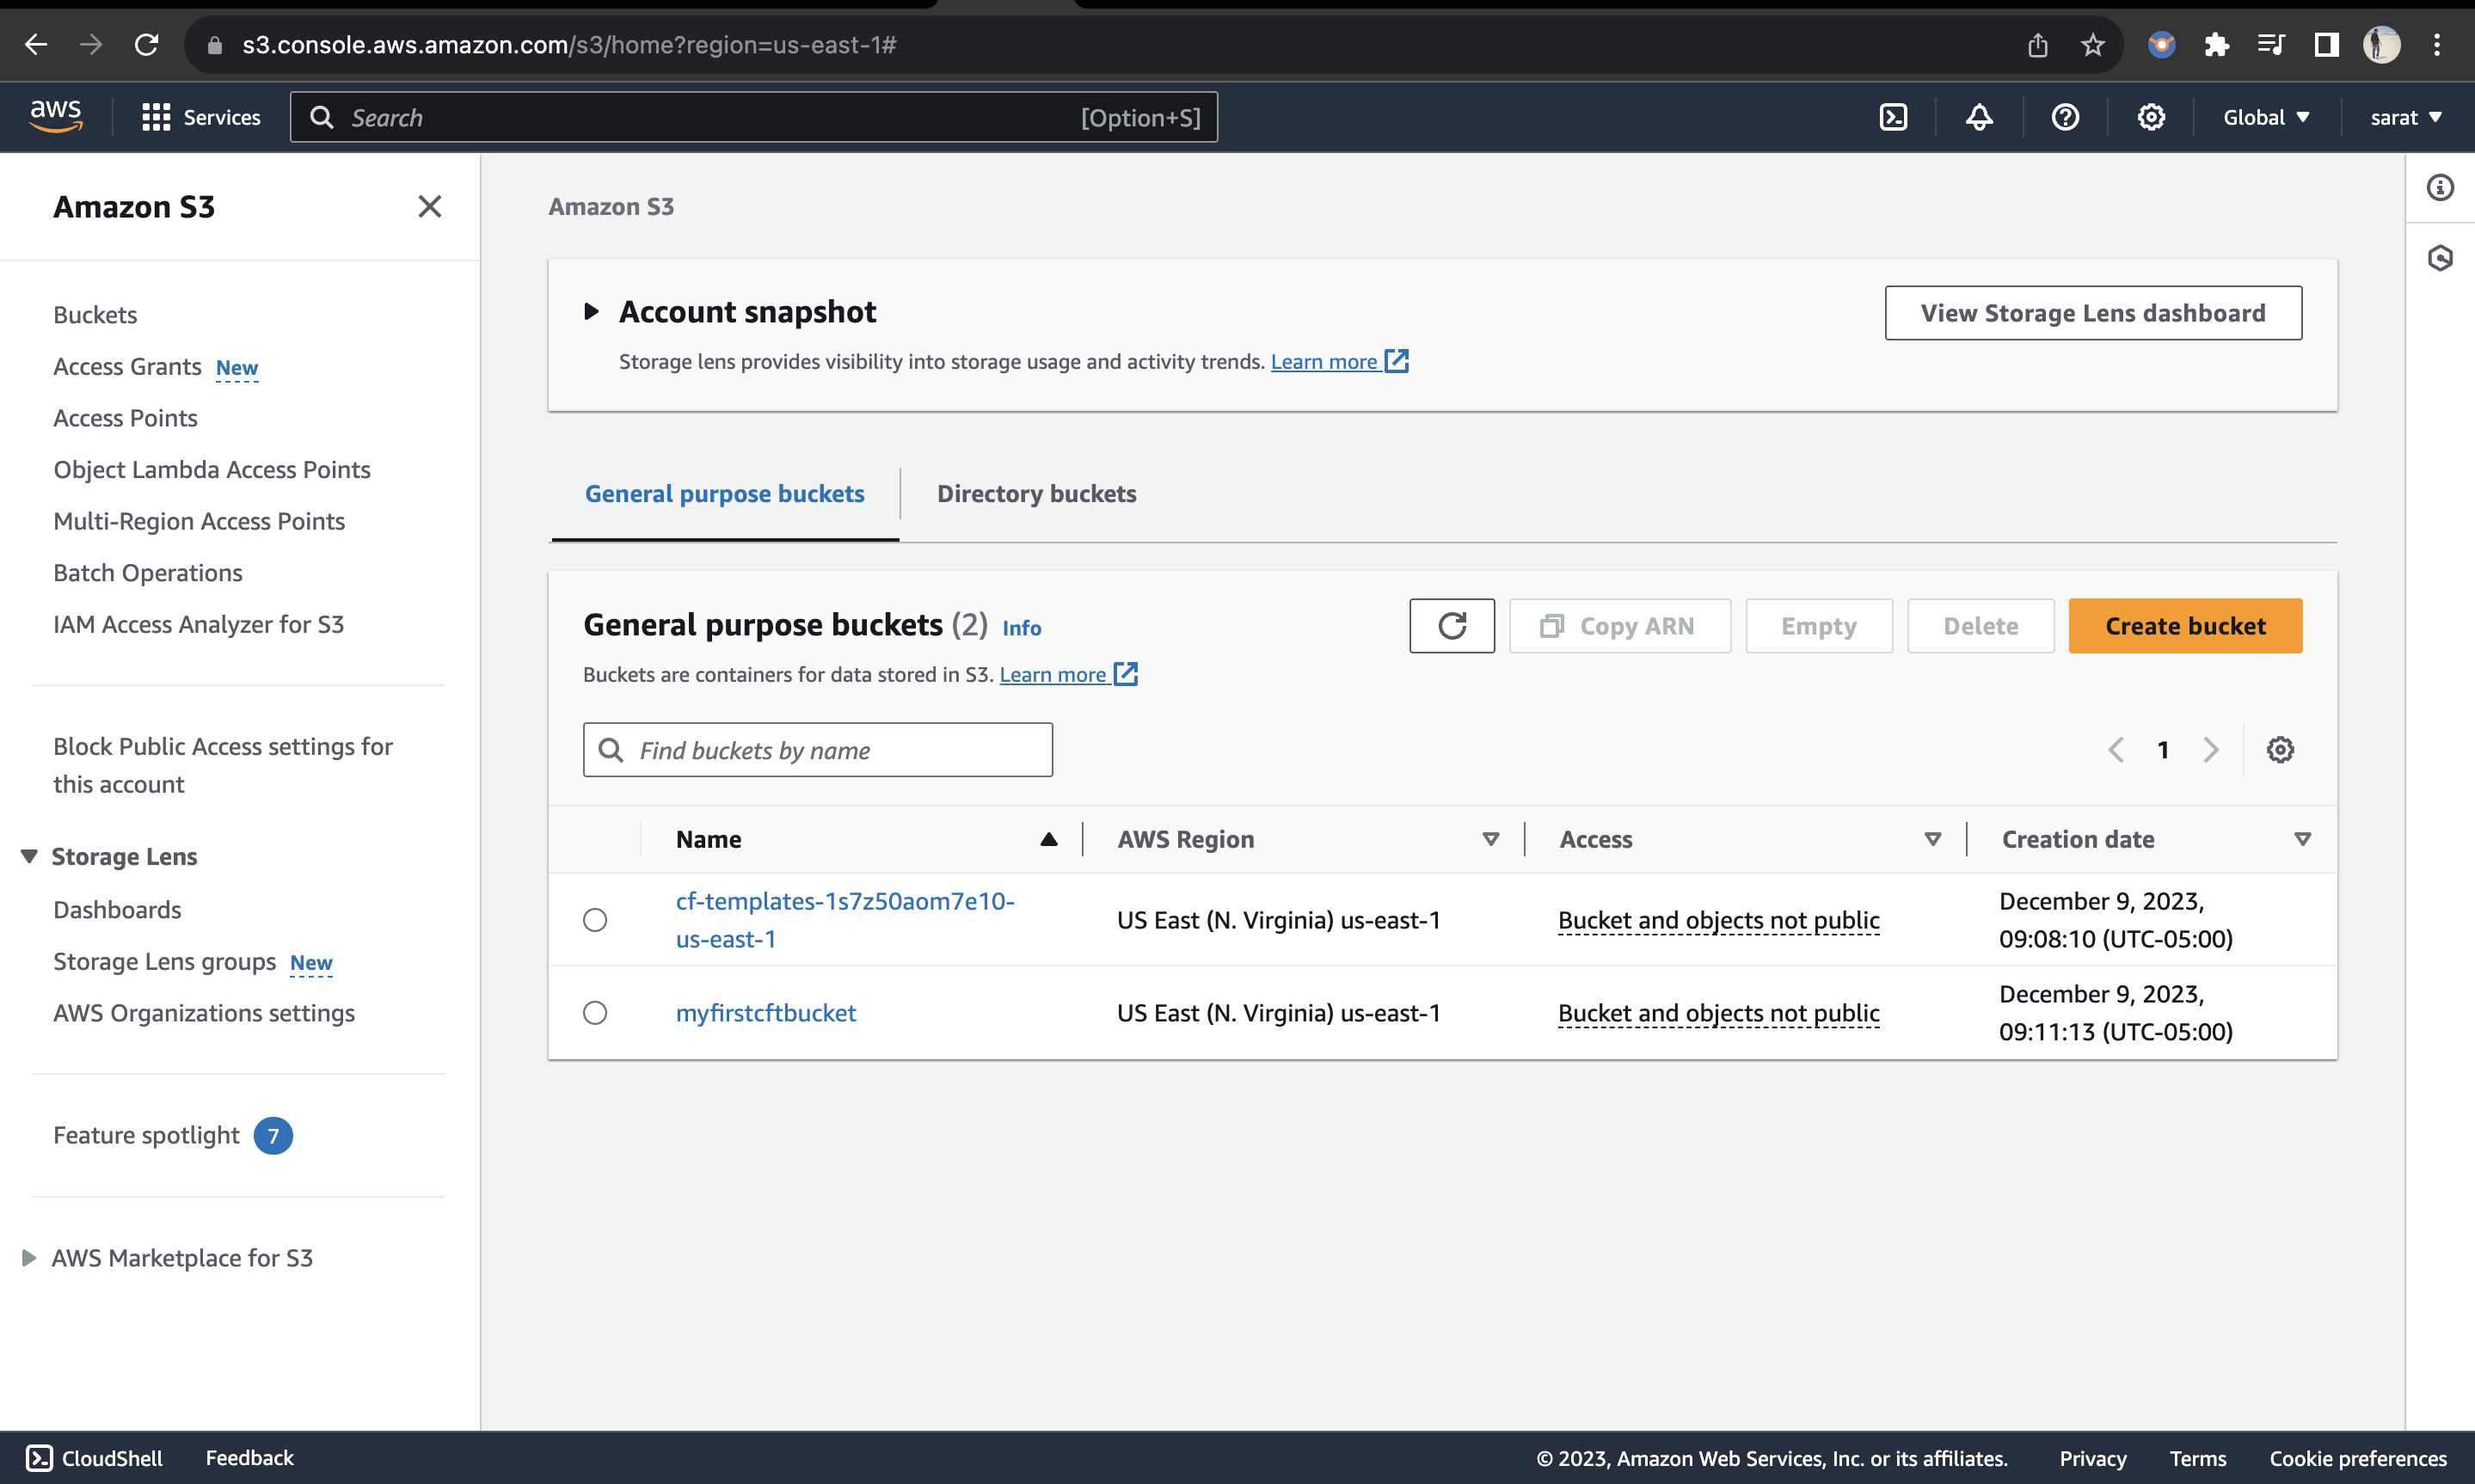 s3.console.aws.amazon.com/s3/home?region=us-east-1#
aws
Services
Search
[Option+S]
Global
sarat
Amazon S3
Buckets
Access Grants New
Access Points
Object Lambda Access Points
Multi-Region Access Points
Batch Operations
IAM Access Analyzer for S3
Block Public Access settings for
this account
Storage Lens
Dashboards
Storage Lens groups New
AWS Organizations settings
Feature spotlight 7
AWS Marketplace for S3
Amazon S3
Account snapshot
View Storage Lens dashboard
Storage lens provides visibility into storage usage and activity trends. Learn more
General purpose buckets
Directory buckets
General purpose buckets (2) Info
Copy ARN
Empty
Delete
Create bucket
Buckets are containers for data stored in S3. Learn more
Find buckets by name
1
Name
AWS Region
Access
Creation date
cf-templates-1s7z50aom7e10-
us-east-1
US East (N. Virginia) us-east-1
Bucket and objects not public
December 9, 2023,
09:08:10 (UTC-05:00)
myfirstcftbucket
US East (N. Virginia) us-east-1
Bucket and objects not public
December 9, 2023,
09:11:13 (UTC-05:00)
CloudShell
Feedback
© 2023, Amazon Web Services, Inc. or its affiliates.
Privacy
Terms
Cookie preferences